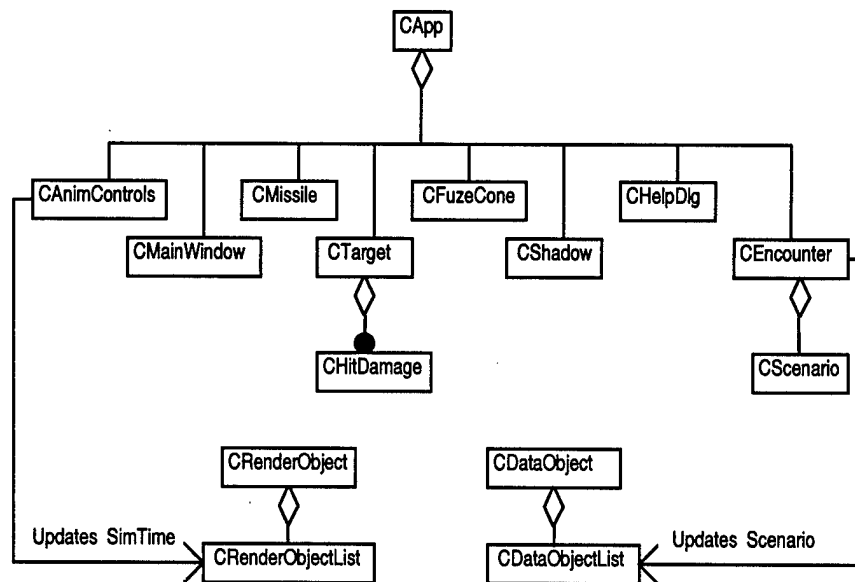 CApp
CAnimControls
CMissile
CFuzeCone
CHelpDlg
CMainWindow
CTarget
CShadow
CEncounter
CHitDamage
CScenario
CRenderObject
CDataObject
Updates SimTime
CRenderObjectList
CDataObjectList
Updates Scenario